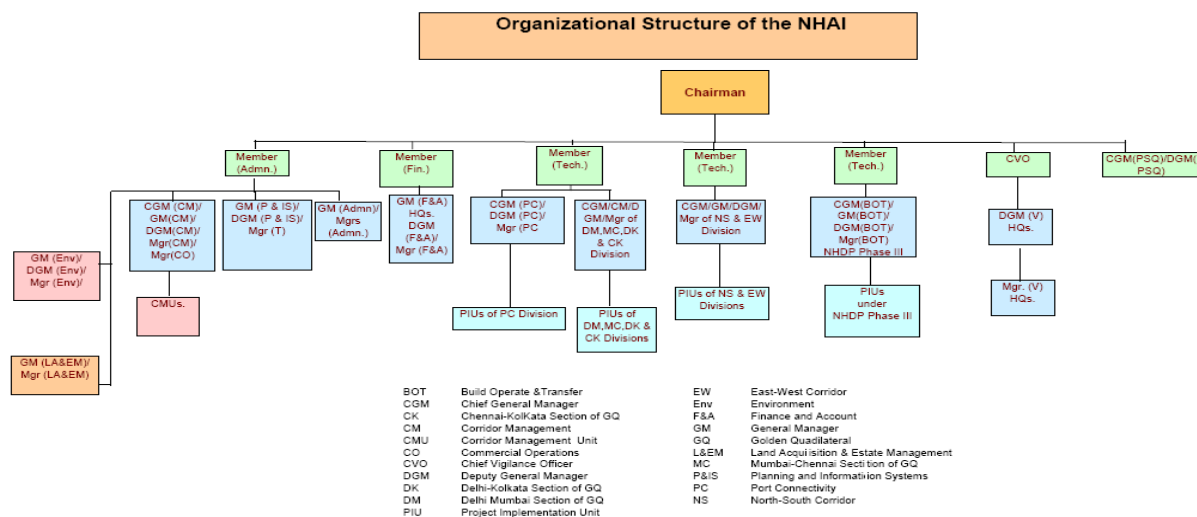 Organizational Structure of the NHAI
Chairman
Member
(Admn.)
Member
(Fin.)
Member
(Tech.)
Member
(Tech.)
Member
(Tech.)
CVO
CGM(PSQ)/DGM(
PSQ)
CGM (CM)/
GM(CM)/
DGM(CM)/
Mgr(CM)/
Mgr(CO)
GM (P & IS)/
DGM (P & IS)/
Mgr (T)
GM (Admn)/
Mgrs
(Admn.)
GM (F&A)
HQs.
DGM
(F&A)/
Mgr (F&A)
CGM (PC)/
DGM (PC)/
Mgr (PC
CGM/CM/D
GM/Mgr of
DM,MC,DK
& CK
Division
CGM/GM/DGM/
Mgr of NS & EW
Division
CGM(BOT)/
GM(BOT)/
DGM(BOT)/
Mgr(BOT)
NHDP Phase III
DGM (V)
HQs.
GM (Env)/
DGM (Env)/
Mgr (Env)/
CMUs.
PIUs of PC Division
PIUs of
DM,MC,DK &
CK Divisions
PIUs of NS & EW
Divisions
PIUs
under
NHDP Phase III
Mgr. (V)
HQs.
GM (LA&EM)/
Mgr (LA&EM)
BOT Build Operate &Transfer
CGM Chief General Manager
CK Chennai-KolKata Section of GQ
CM Corridor Management
CMU Corridor Management Unit
CO Commercial Operations
CVO Chief Vigilance Officer
DGM Deputy General Manager
DK Delhi-Kolkata Section of GQ
DM Delhi Mumbai Section of GQ
PIU Project Implementation Unit
EW East-West Corridor
Env Environment
F&A Finance and Account
GM General Manager
GQ Golden Quadilateral
L&EM Land Acquisition & Estate Management
MC Mumbai-Chennai Section of GQ
P&IS Planning and Information Systems
PC Port Connectivity
NS North-South Corridor